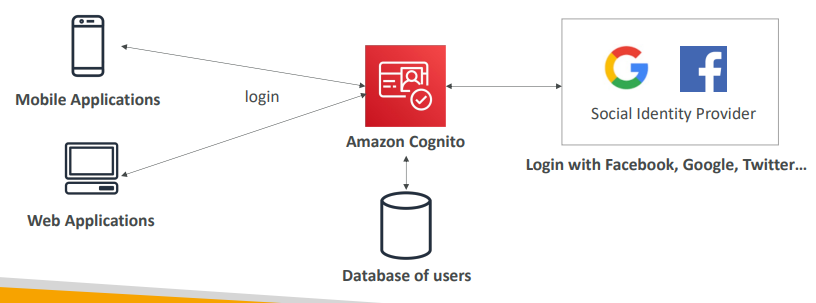 Mobile Applications
login
Web Applications
Amazon Cognito
Database of users
Social Identity Provider
Login with Facebook, Google, Twitter...